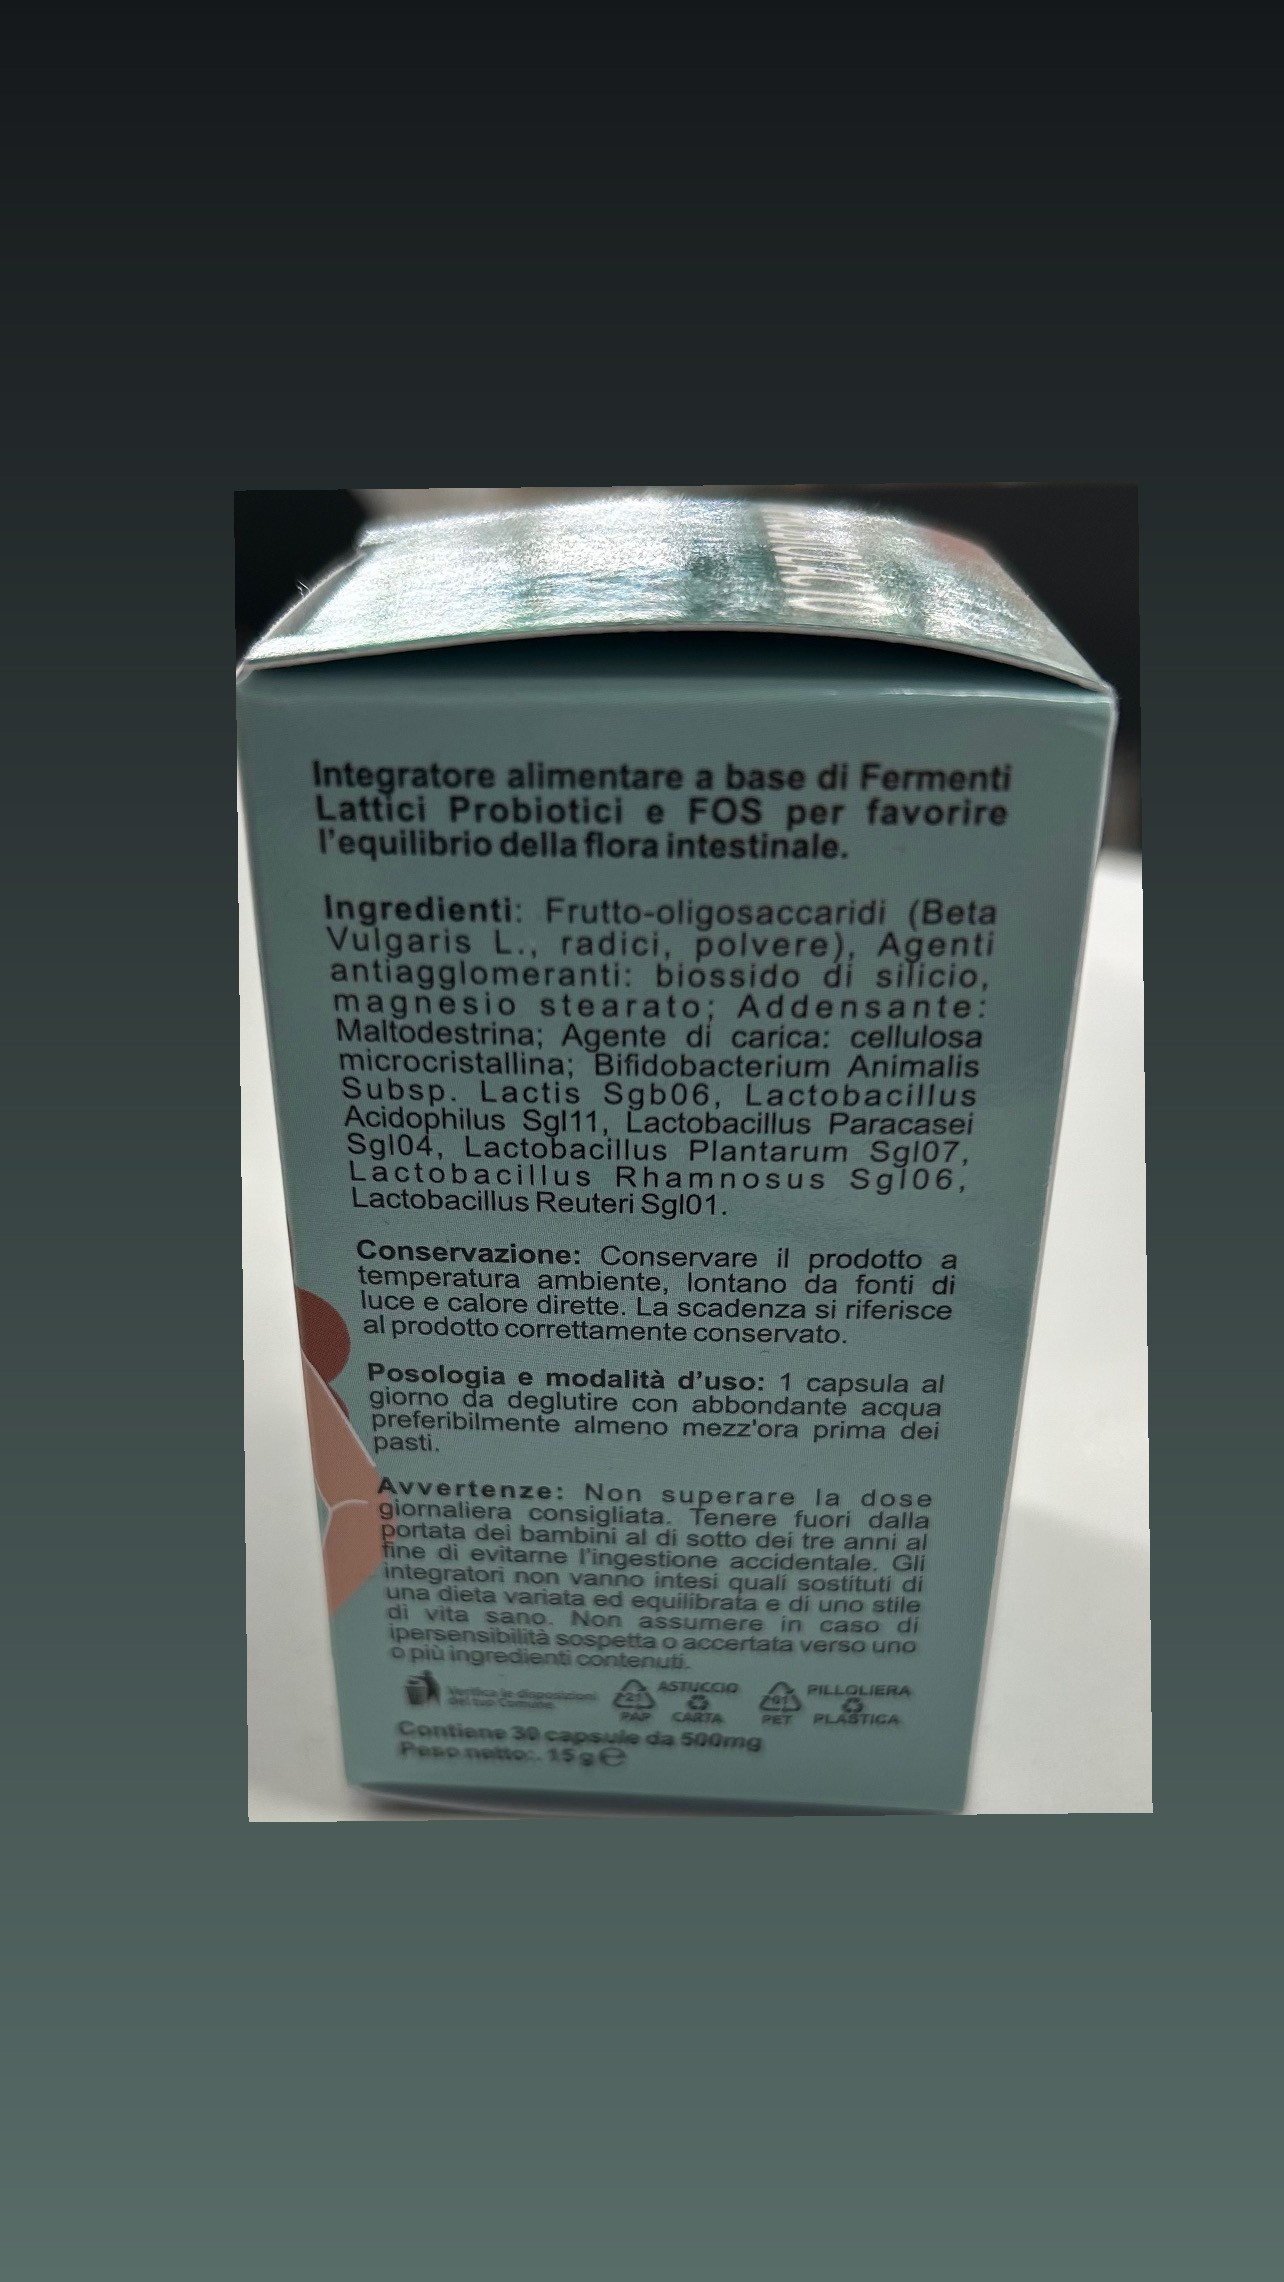 Integratore alimentare a base di Fermenti
Lattici Probiotici e FOS per favorire
l'equilibrio della flora intestinale.
Ingredienti: Frutto-oligosaccaridi (Beta
Vulgaris L., radici, polvere), Agenti
antiagglomeranti: biossido di silicio,
magnesio stearato; Addensante:
Maltodestrina; Agente di carica: cellulosa
microcristallina; Bifidobacterium Animalis
Subsp. Lactis Sgb06, Lactobacillus
Acidophilus Sgl11, Lactobacillus Paracasei
Sgl04, Lactobacillus Plantarum Sgl07,
Lactobacillus Rhamnosus Sgl06,
Lactobacillus Reuteri Sgl01.
Conservazione: Conservare il prodotto a
temperatura ambiente, lontano da fonti di
luce e calore dirette. La scadenza si riferisce
al prodotto correttamente conservato.
Posologia e modalità d'uso: 1 capsula al
giorno da deglutire con abbondante acqua
preferibilmente almeno mezz'ora prima dei
pasti.
Avvertenze: Non superare la dose
giornaliera consigliata. Tenere fuori dalla
portata dei bambini al di sotto dei tre anni al
fine di evitarne l'ingestione accidentale. Gli
integratori non vanno intesi quali sostituti di
una dieta variata ed equilibrata e di uno stile
di vita sano. Non assumere in caso di
ipersensibilità sospetta o accertata verso uno
o più ingredienti contenuti.
Verifica le disposizioni
del tuo Comune
21
PAP
ASTUCCIO
CARTA
01
PET
PILLOLIERA
PLASTICA
Contiene 30 capsule da 500mg
Peso netto: 15 g e